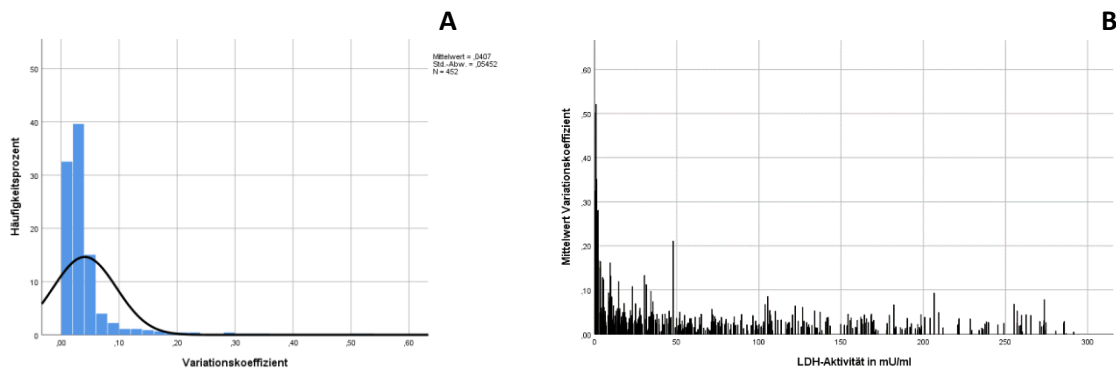 A
Mittelwert = ,0407
Std.-Abw. = ,05452
N = 452
50
40
30
20
10
0
Häufigkeitsprozent
,00 ,10 ,20 ,30 ,40 ,50 ,60
Variationskoeffizient
B
,60
,50
,40
,30
,20
,10
,00
Mittelwert Variationskoeffizient
0 50 100 150 200 250 300
LDH-Aktivität in mU/ml